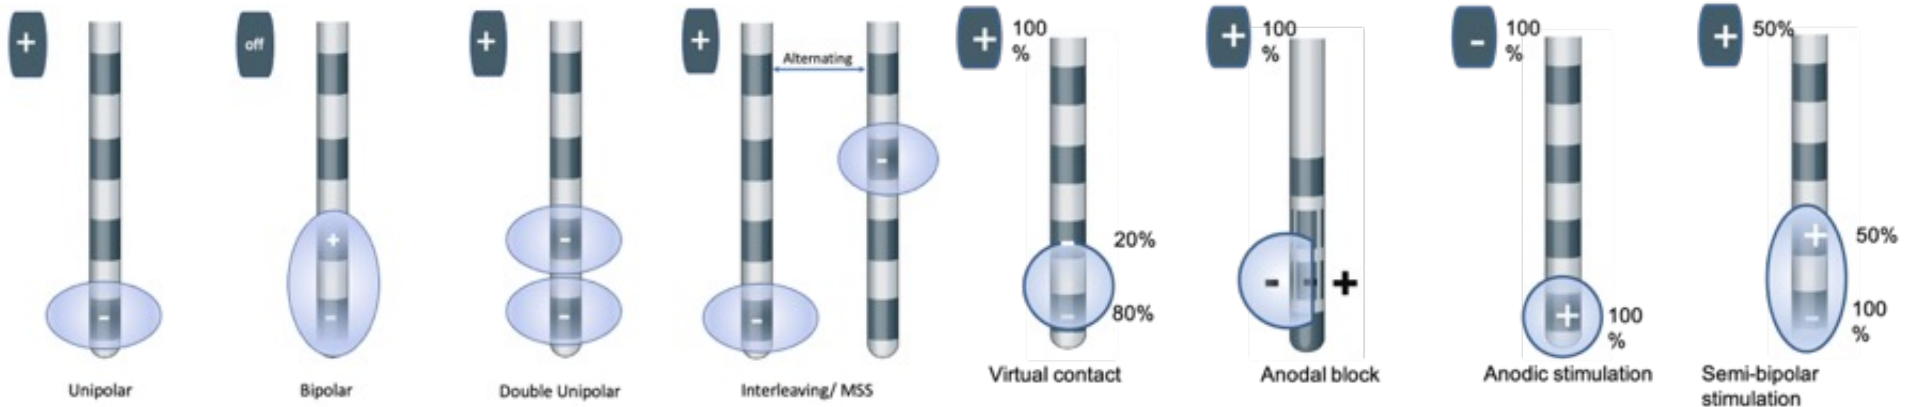 +
-
Unipolar
off
+
-
Bipolar
+
-
-
Double Unipolar
+
Alternating
-
-
Interleaving/ MSS
+ 100
%
-
20%
-
80%
Virtual contact
+ 100
%
- - +
Anodal block
- 100
%
+ 100
%
Anodic stimulation
+ 50%
+ 50%
- 100
%
Semi-bipolar
stimulation